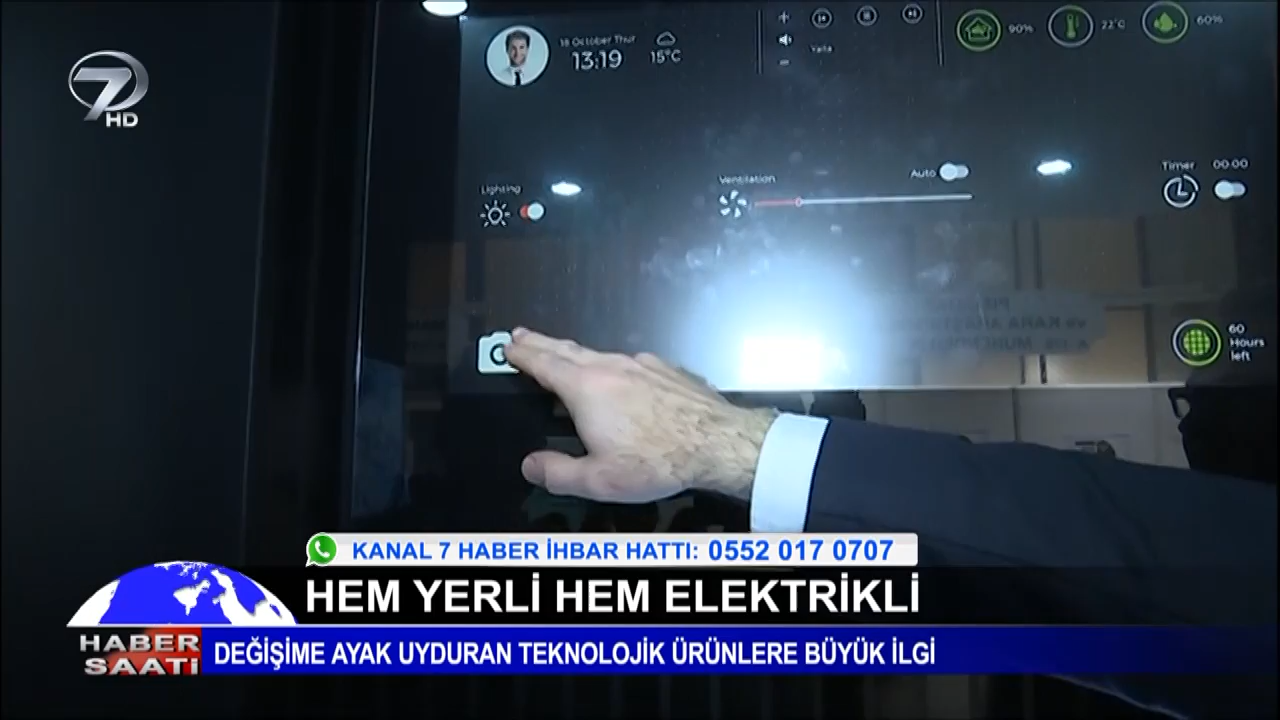 7
HD
18 October Thur
13:19
15°C
Yalla
90%
22°C
60%
Lighting
Ventilation
Auto
Timer 00:00
60
Hours
left
KANAL 7 HABER İHBAR HATTI: 0552 017 0707
HEM YERLİ HEM ELEKTRİKLİ
HABER
SAATİ
DEĞİŞİME AYAK UYDURAN TEKNOLOJİK ÜRÜNLERE BÜYÜK İLGİ